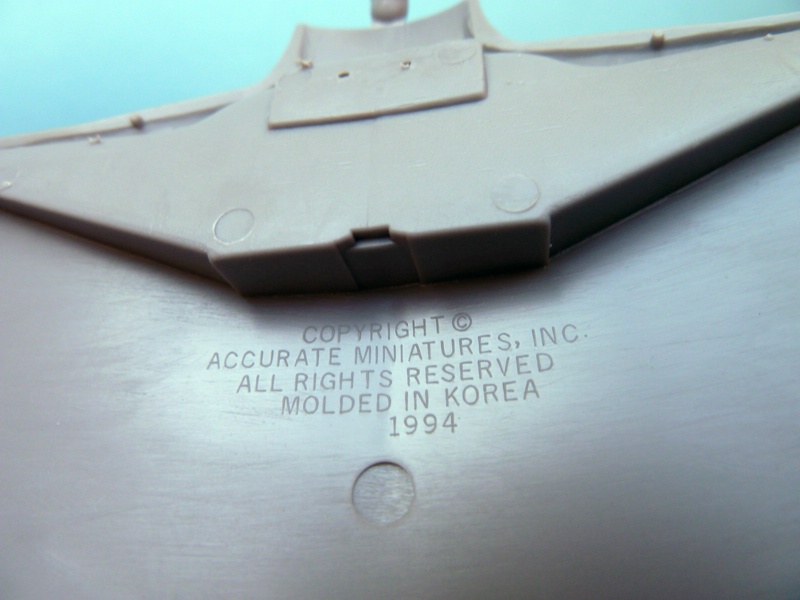 COPYRIGHT ©
ACCURATE MINIATURES, INC.
ALL RIGHTS RESERVED
MOLDED IN KOREA
1994